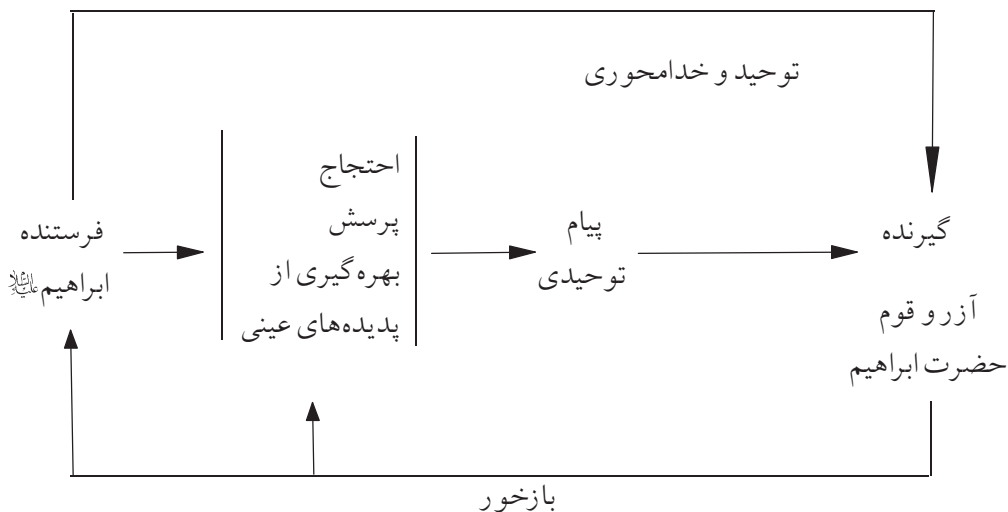 توحید و خدامحوری
فرستنده
ابراهیم علیه‌السلام
احتجاج
پرسش
بهره‌گیری از
پدیده‌های عینی
پیام
توحیدی
گیرنده
آزر و قوم
حضرت ابراهیم
بازخور